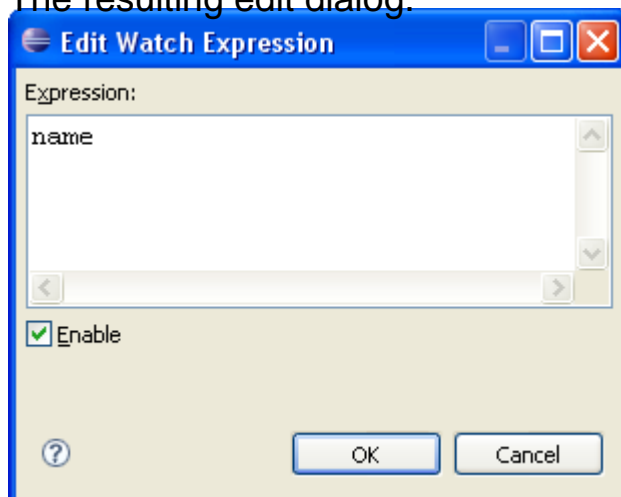 The resulting edit dialog:
Edit Watch Expression
Expression:
name
Enable
OK Cancel